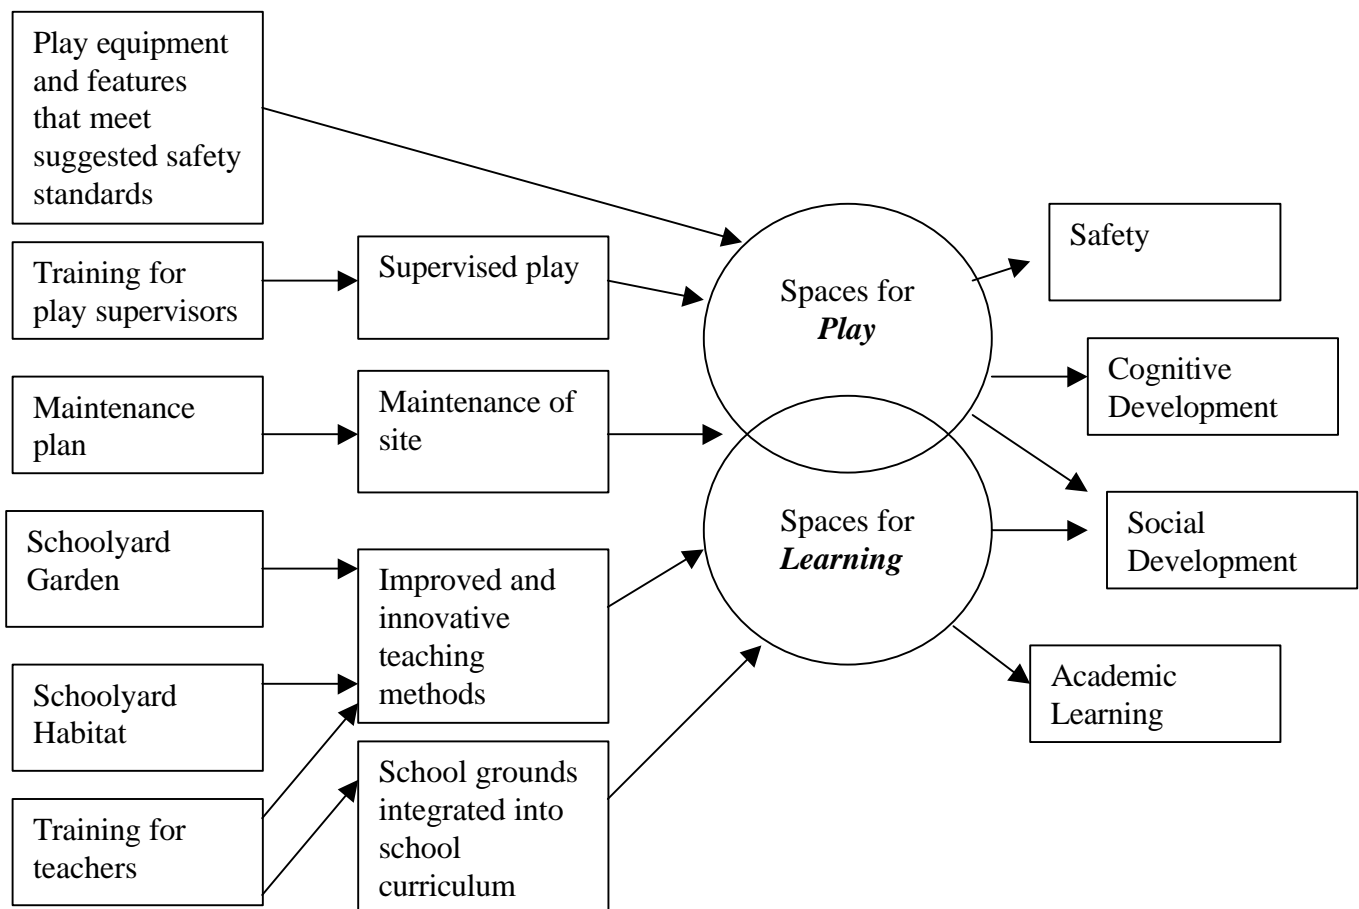 Play equipment
and features
that meet
suggested safety
standards
Training for
play supervisors
Supervised play
Maintenance
plan
Maintenance of
site
Schoolyard
Garden
Schoolyard
Habitat
Training for
teachers
Improved and
innovative
teaching
methods
School grounds
integrated into
school
curriculum
Spaces for
Play
Spaces for
Learning
Safety
Cognitive
Development
Social
Development
Academic
Learning